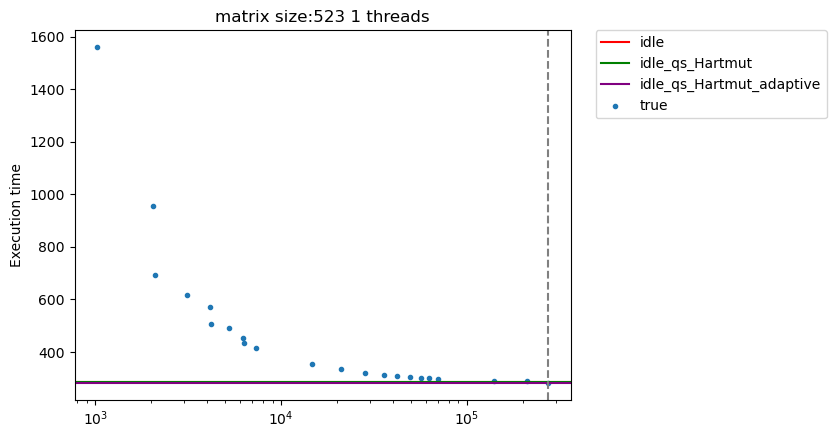 matrix size:523 1 threads
idle
idle_qs_Hartmut
idle_qs_Hartmut_adaptive
true
Execution time
1600
1400
1200
1000
800
600
400
10³
10⁴
10⁵